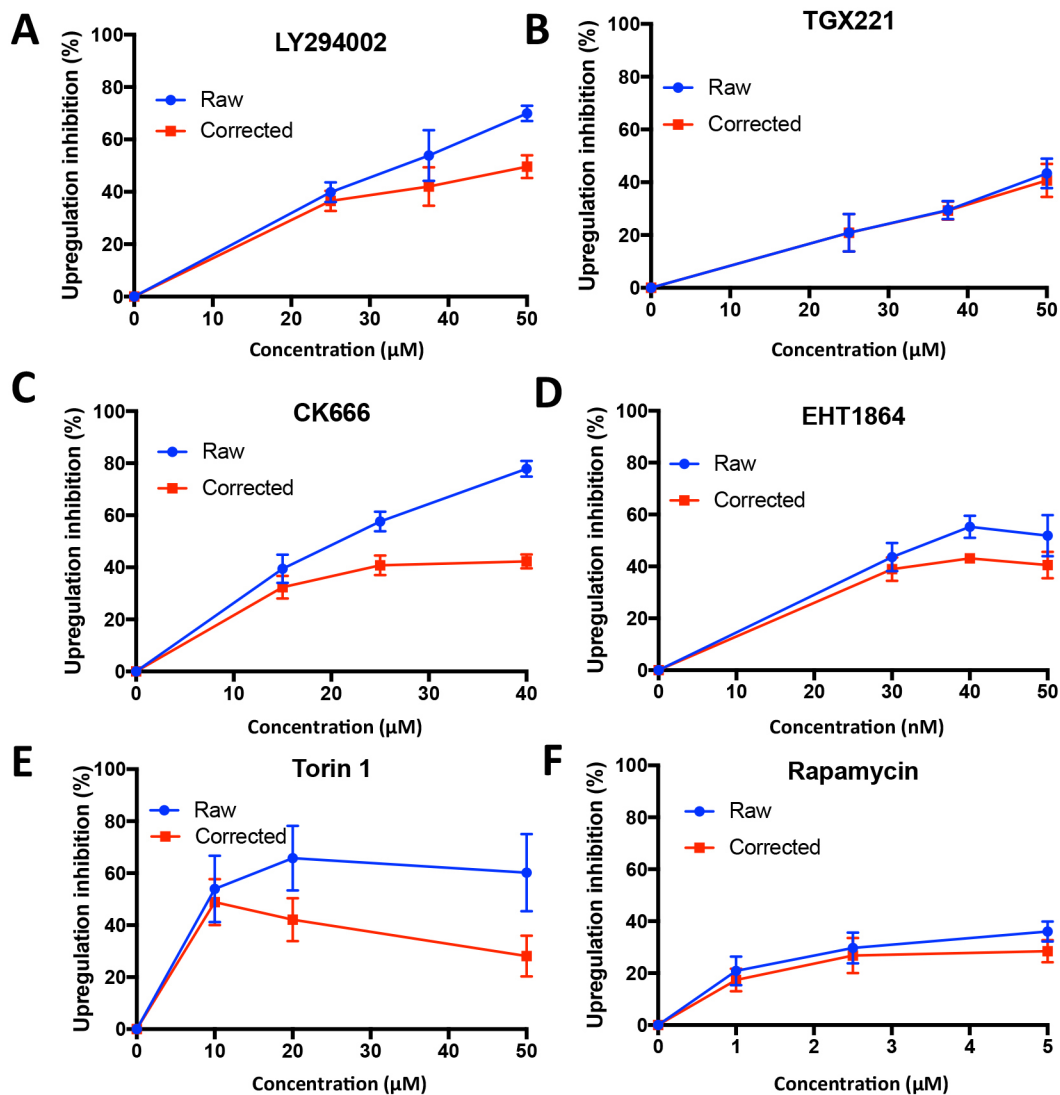 A
LY294002
Upregulation inhibition (%)
100
80
60
40
20
0
Raw
Corrected
0 10 20 30 40 50
Concentration (µM)
B
TGX221
Upregulation inhibition (%)
100
80
60
40
20
0
Raw
Corrected
0 10 20 30 40 50
Concentration (µM)
C
CK666
Upregulation inhibition (%)
100
80
60
40
20
0
Raw
Corrected
0 10 20 30 40
Concentration (µM)
D
EHT1864
Upregulation inhibition (%)
100
80
60
40
20
0
Raw
Corrected
0 10 20 30 40 50
Concentration (nM)
E
Torin 1
Upregulation inhibition (%)
100
80
60
40
20
0
Raw
Corrected
0 10 20 30 40 50
Concentration (µM)
F
Rapamycin
Upregulation inhibition (%)
100
80
60
40
20
0
Raw
Corrected
0 1 2 3 4 5
Concentration (µM)